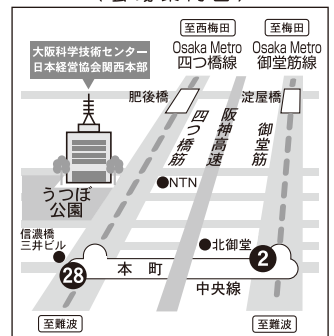 至西梅田
至梅田
Osaka Metro
四つ橋線
Osaka Metro
御堂筋線
大阪科学技術センター
日本経営協会関西本部
肥後橋
淀屋橋
四つ橋筋
阪神高速
御堂筋
NTN
うつぼ
公園
信濃橋
三井ビル
北御堂
2
28
本町
中央線
至難波
至難波